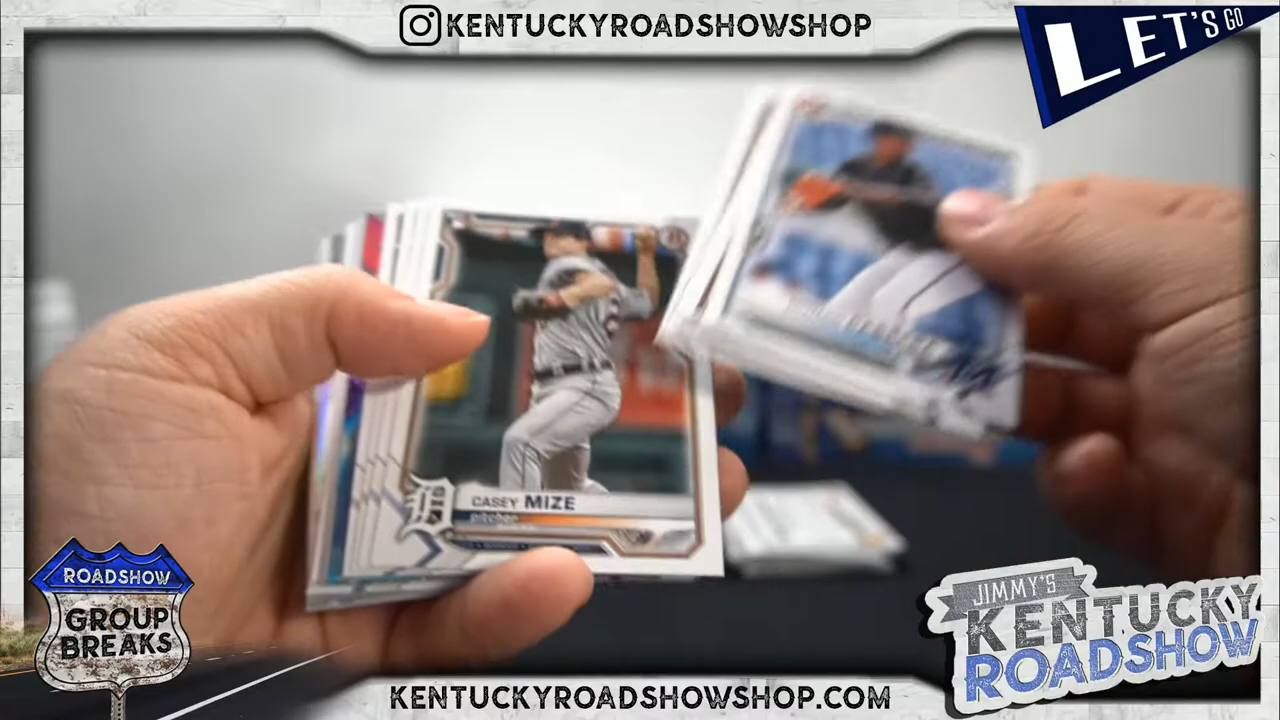 KENTUCKYROADSHOWSHOP
LET'S GO
CASEY MIZE
pitcher
ROADSHOW
GROUP
BREAKS
JIMMY'S
KENTUCKY
ROADSHOW
KENTUCKYROADSHOWSHOP.COM